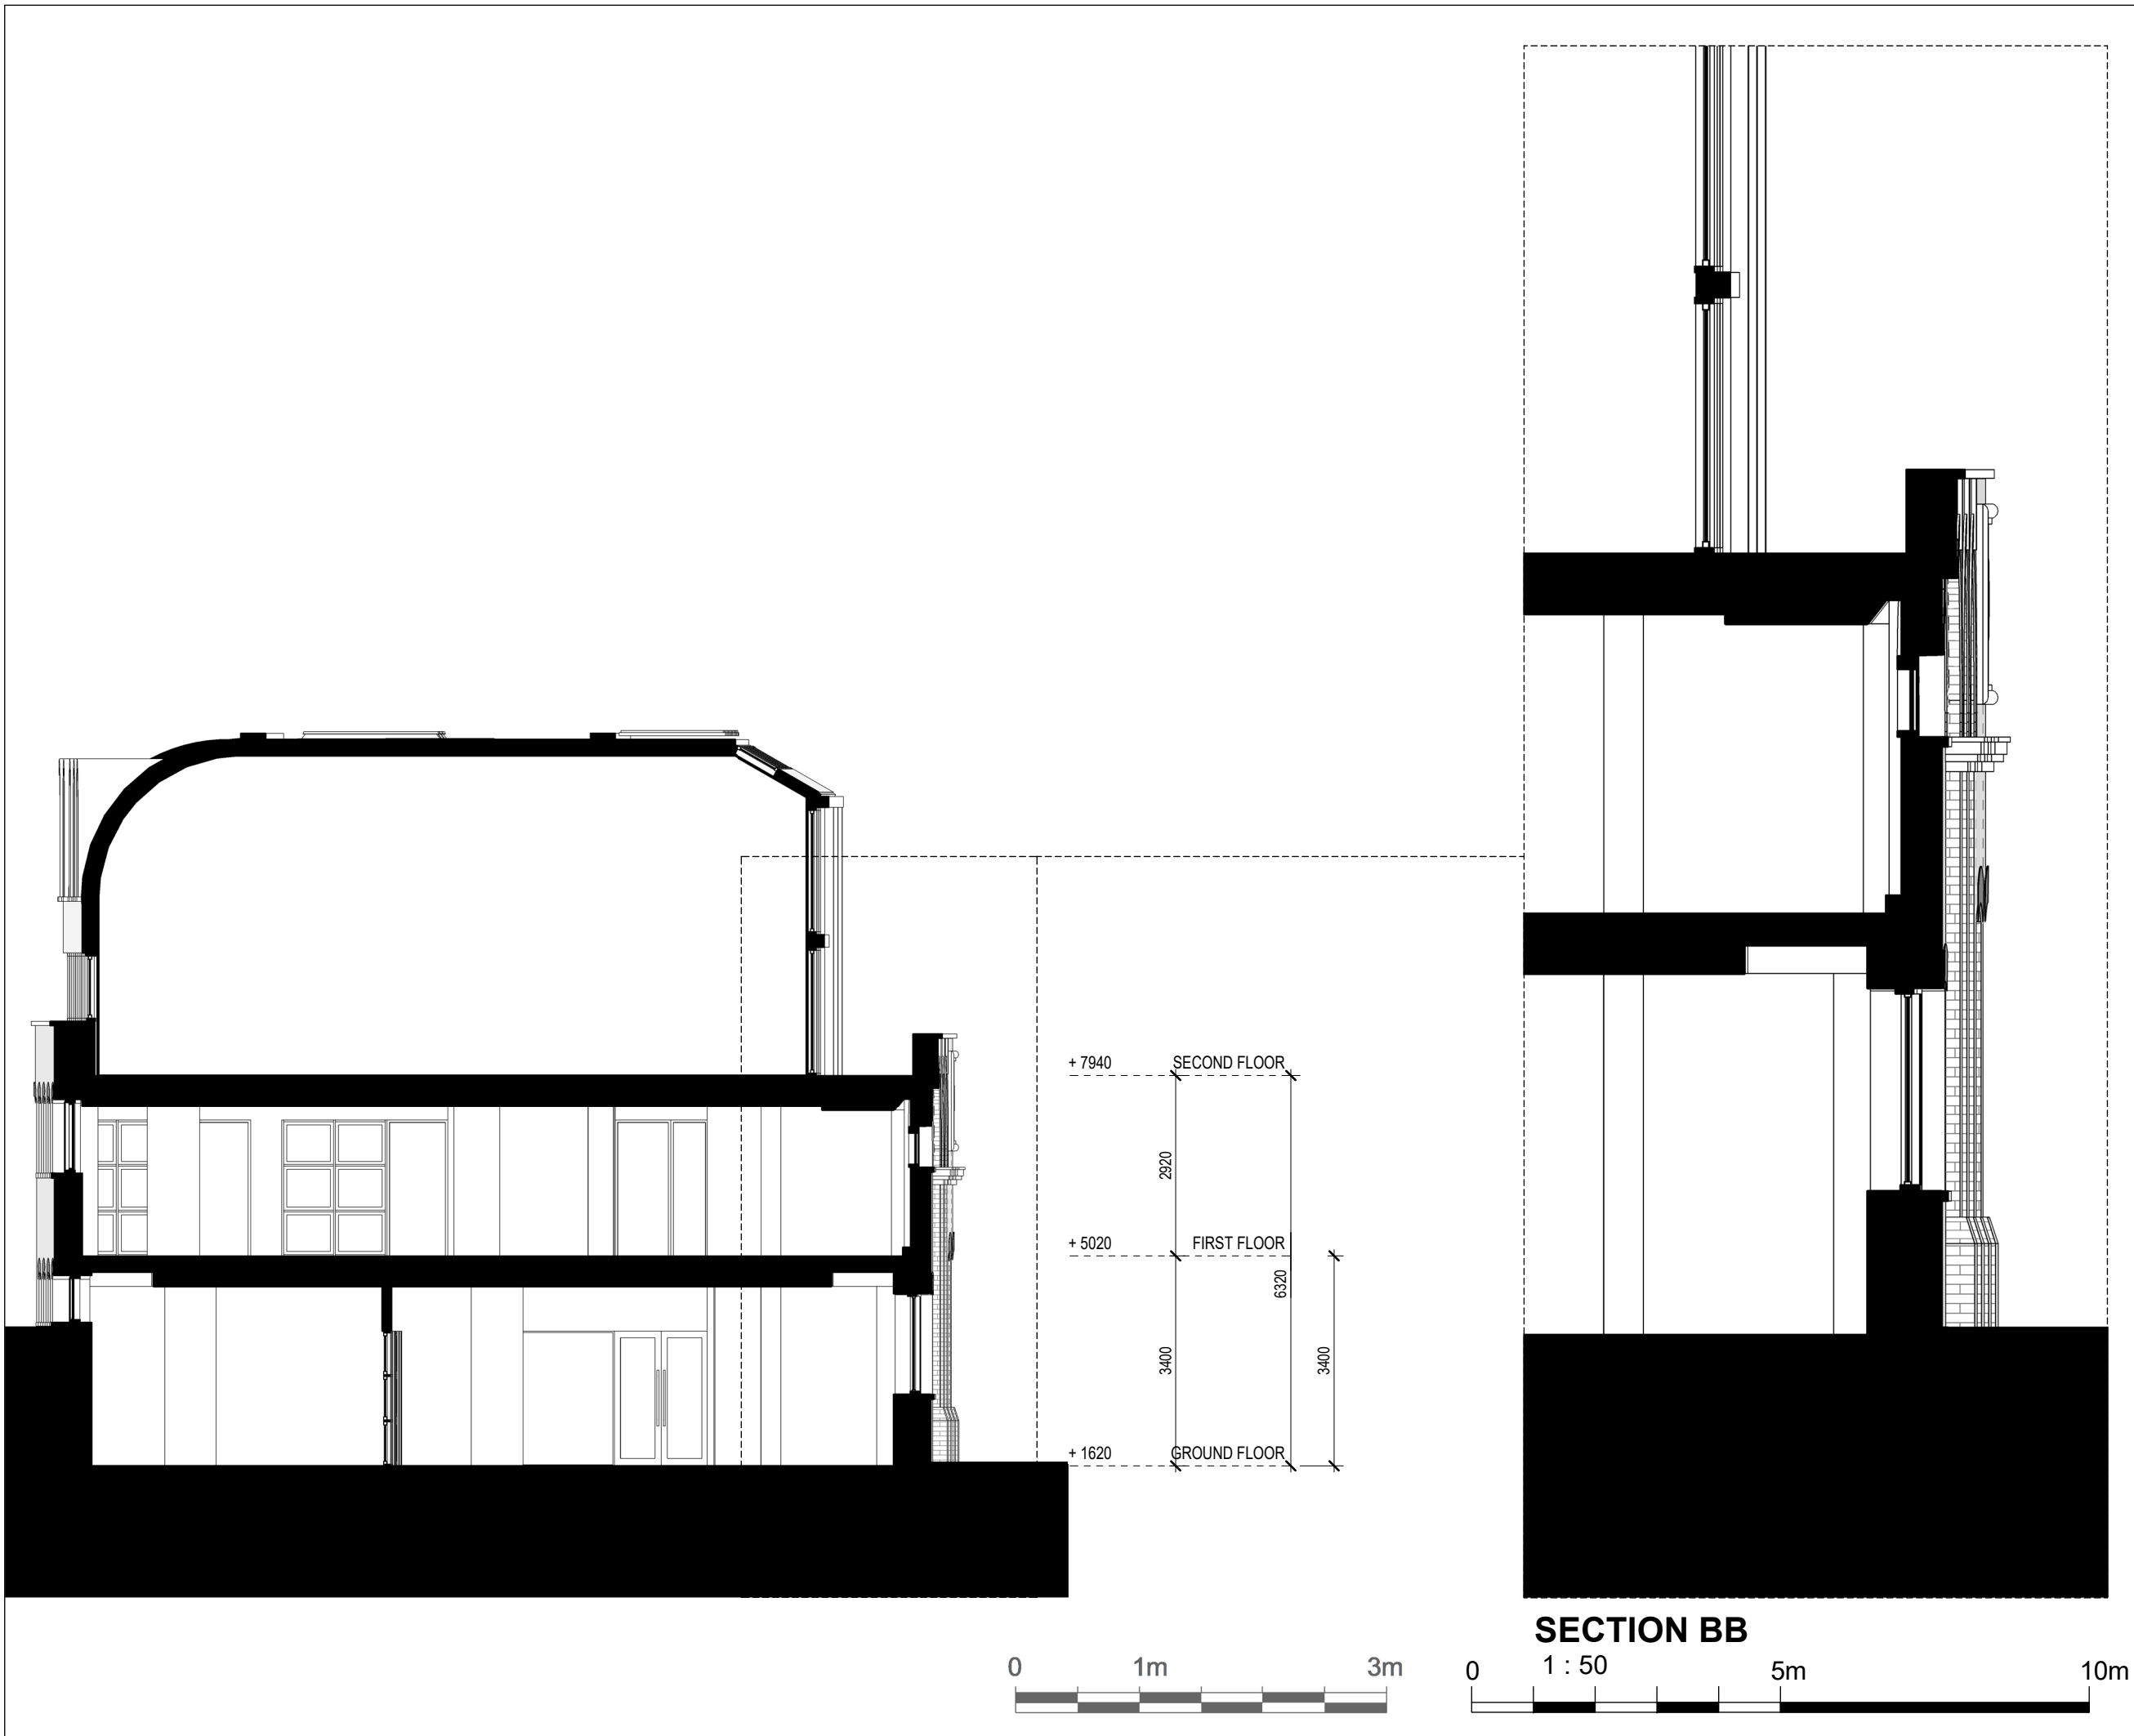 + 7940 SECOND FLOOR
2920
+ 5020 FIRST FLOOR
6320
3400
3400
+ 1620 GROUND FLOOR
SECTION BB
1 : 50
0 1m 3m
0 5m 10m